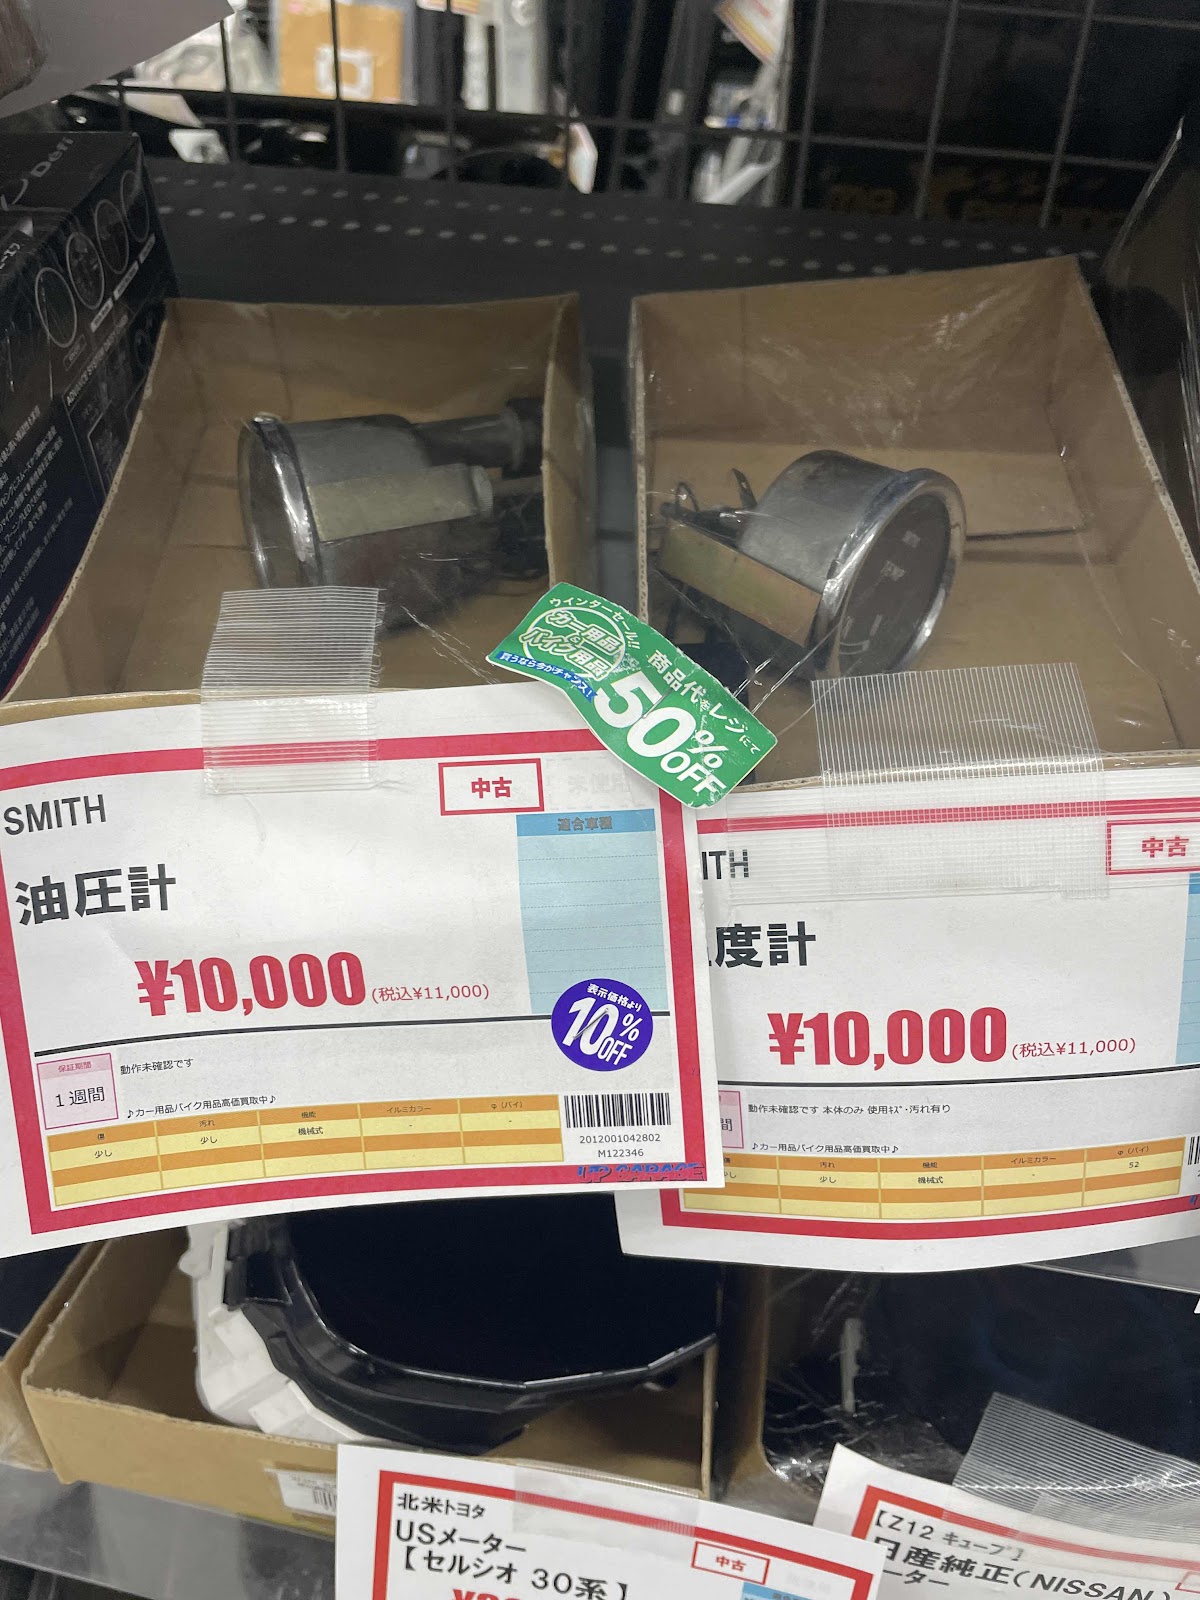 Defi
TEMP
ウインターセール!!
カー用品
&
バイク用品
買うなら今がチャンス!
商品代をレジにて
50%OFF
SMITH
中古
適合車種
油圧計
¥10,000(税込¥11,000)
表示価格より
10%OFF
保証期間
1週間
動作未確認です
♪カー用品バイク用品高価買取中♪
傷 汚れ 機能 イルミカラー φ(パイ)
少し 少し 機械式 - -
2012001042802
M122346
UP GARAGE
ITH
中古
度計
¥10,000(税込¥11,000)
間
動作未確認です 本体のみ 使用キズ・汚れ有り
♪カー用品バイク用品高価買取中♪
汚れ 機能 イルミカラー φ(パイ)
少し 機械式 - 52
北米トヨタ
USメーター
【セルシオ 30系】
中古
【Z12 キューブ】
日産純正(NISSAN)
ーター